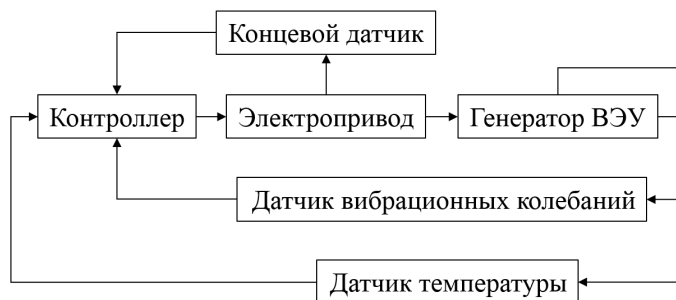 Концевой датчик
Контроллер
Электропривод
Генератор ВЭУ
Датчик вибрационных колебаний
Датчик температуры